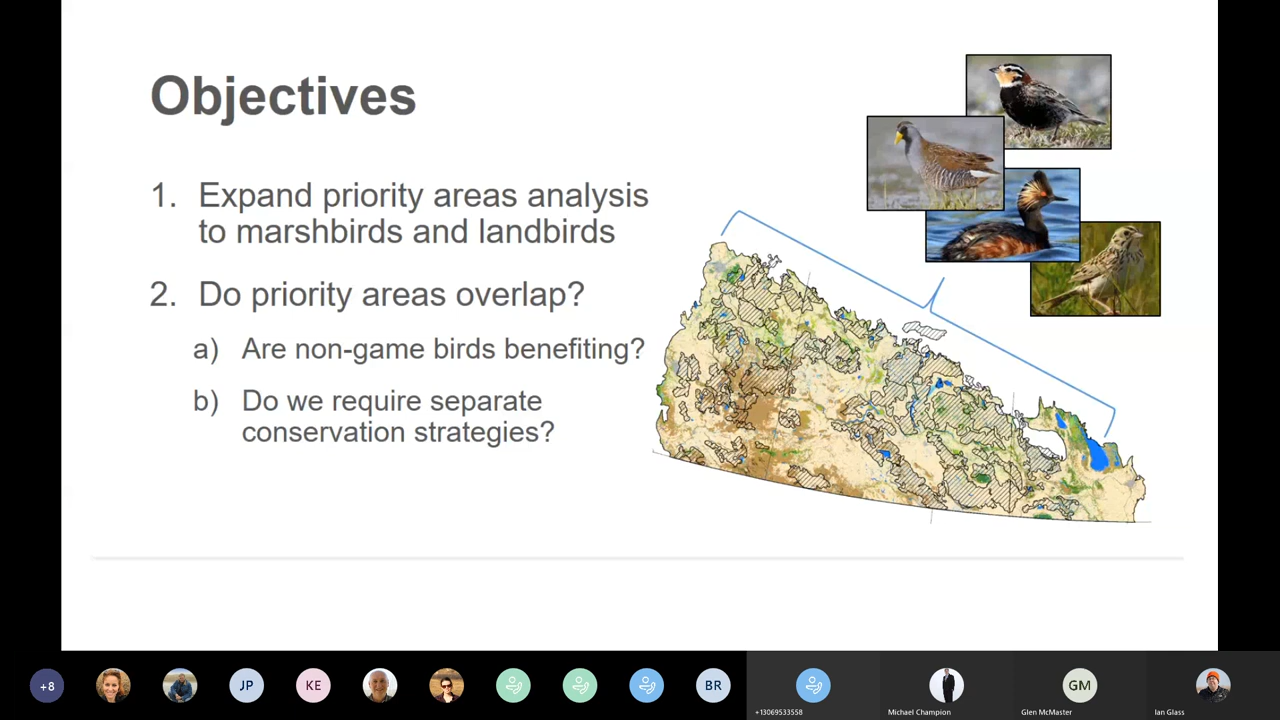 Objectives
1. Expand priority areas analysis
to marshbirds and landbirds
2. Do priority areas overlap?
a) Are non-game birds benefiting?
b) Do we require separate
conservation strategies?
+8
JP
KE
BR
GM
+13069533558
Michael Champion
Glen McMaster
Ian Glass